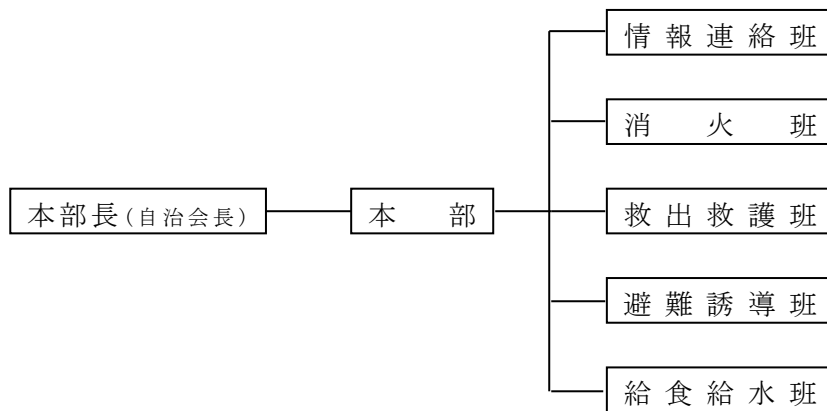 情報連絡班
消火班
本部長(自治会長)
本部
救出救護班
避難誘導班
給食給水班